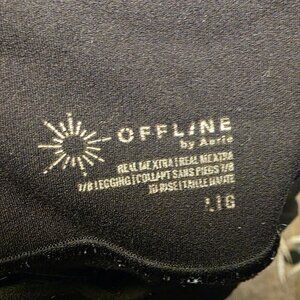 OFFLINE
by Aerie
REAL ME XTRA | REAL ME XTRA
7/8 LEGGING | COLLANT SANS PIEDS 7/8
HI-RISE | TAILLE HAUTE
L | G